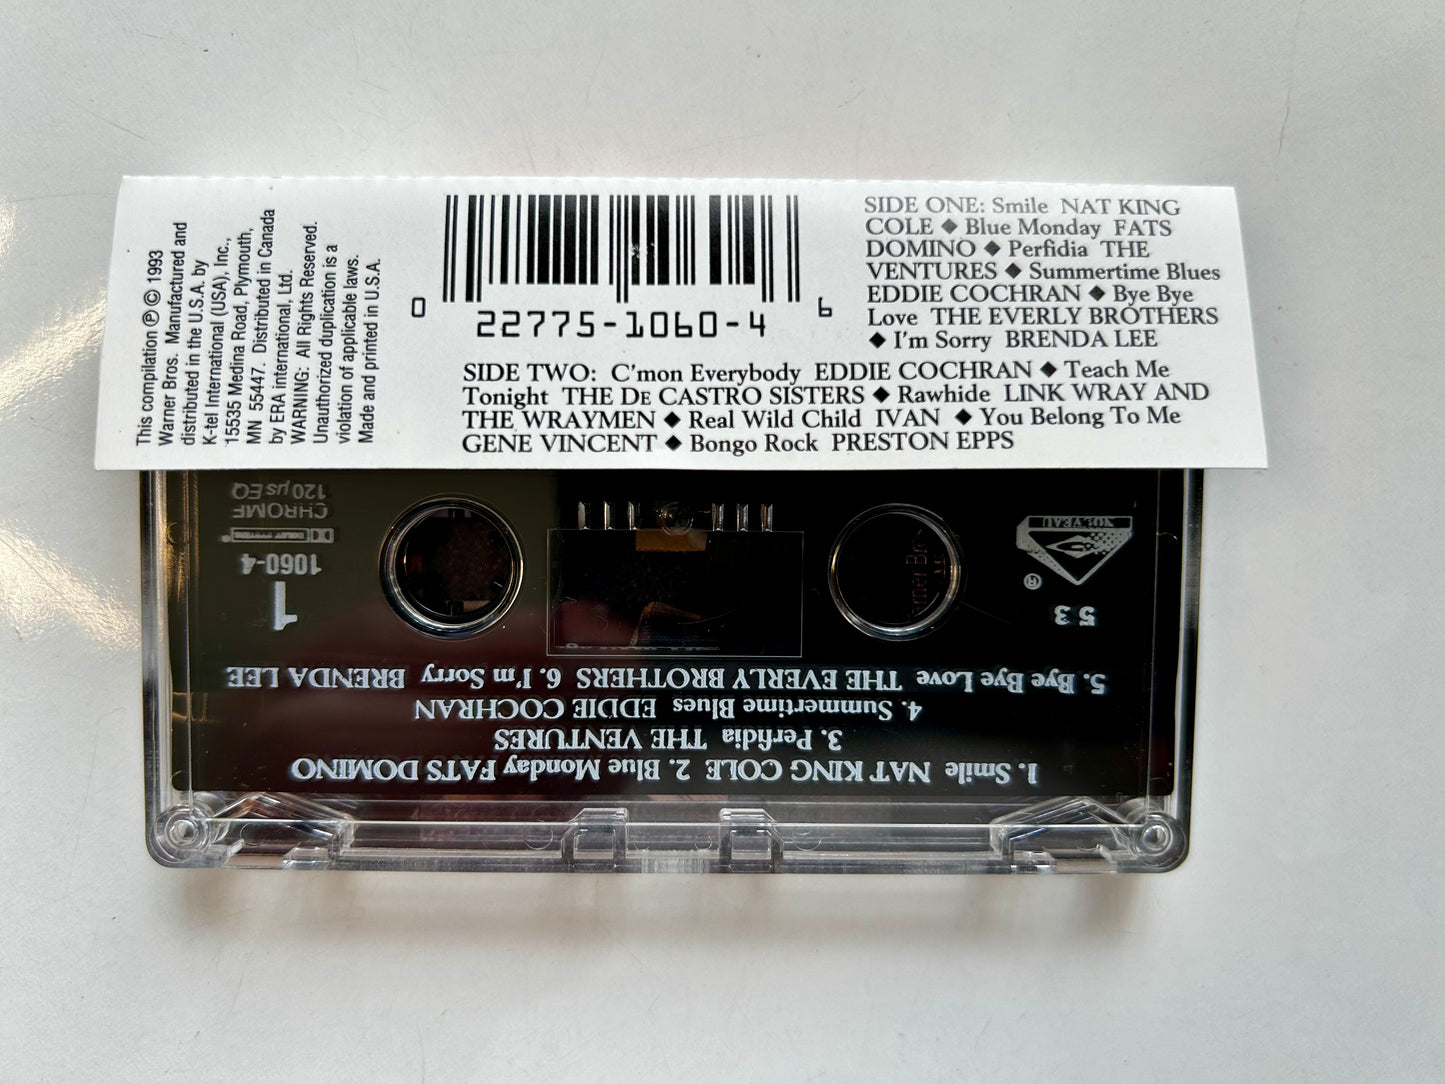 This compilation Ⓟ © 1993
Warner Bros. Manufactured and
distributed in the U.S.A. by
K-tel International (USA), Inc.,
15535 Medina Road, Plymouth,
MN 55447. Distributed in Canada
by ERA international, Ltd.
WARNING: All Rights Reserved.
Unauthorized duplication is a
violation of applicable laws.
Made and printed in U.S.A.
0 22775-1060-4 6
SIDE ONE: Smile NAT KING
COLE ◆ Blue Monday FATS
DOMINO ◆ Perfidia THE
VENTURES ◆ Summertime Blues
EDDIE COCHRAN ◆ Bye Bye
Love THE EVERLY BROTHERS
◆ I'm Sorry BRENDA LEE
SIDE TWO: C'mon Everybody EDDIE COCHRAN ◆ Teach Me
Tonight THE DE CASTRO SISTERS ◆ Rawhide LINK WRAY AND
THE WRAYMEN ◆ Real Wild Child IVAN ◆ You Belong To Me
GENE VINCENT ◆ Bongo Rock PRESTON EPPS
1. Smile NAT KING COLE 2. Blue Monday FATS DOMINO
3. Perfidia THE VENTURES
4. Summertime Blues EDDIE COCHRAN
5. Bye Bye Love THE EVERLY BROTHERS 6. I'm Sorry BRENDA LEE
53
®
NOUVEAU
1
1060-4
DOLBY SYSTEM®
CHROME
120 µs EQ